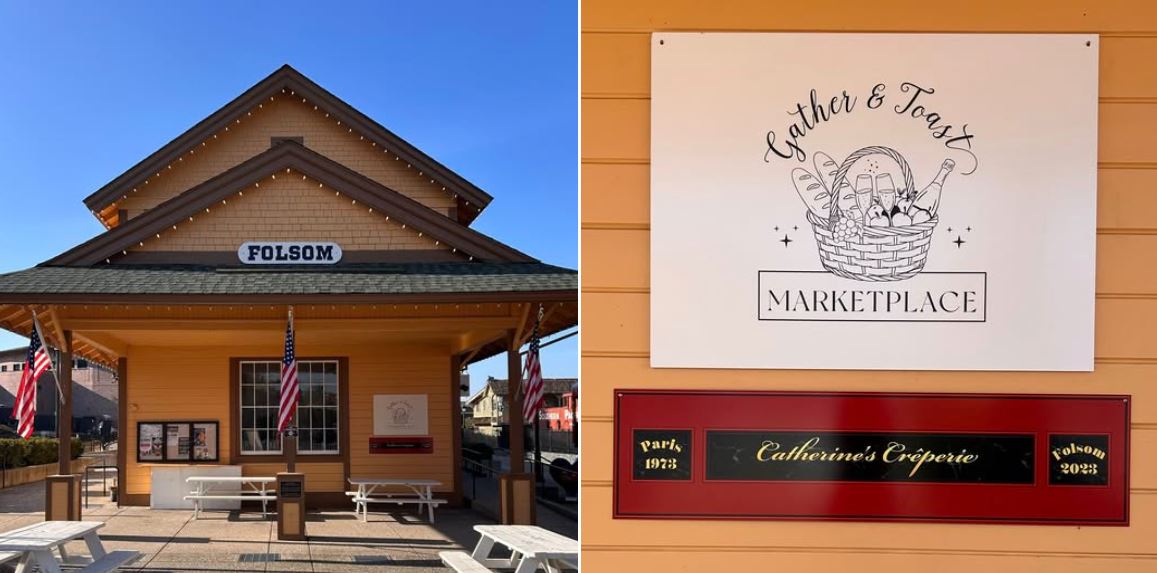 FOLSOM
Gather & Toast
MARKETPLACE
Paris
1973
Catherine's Crêperie
Folsom
2023